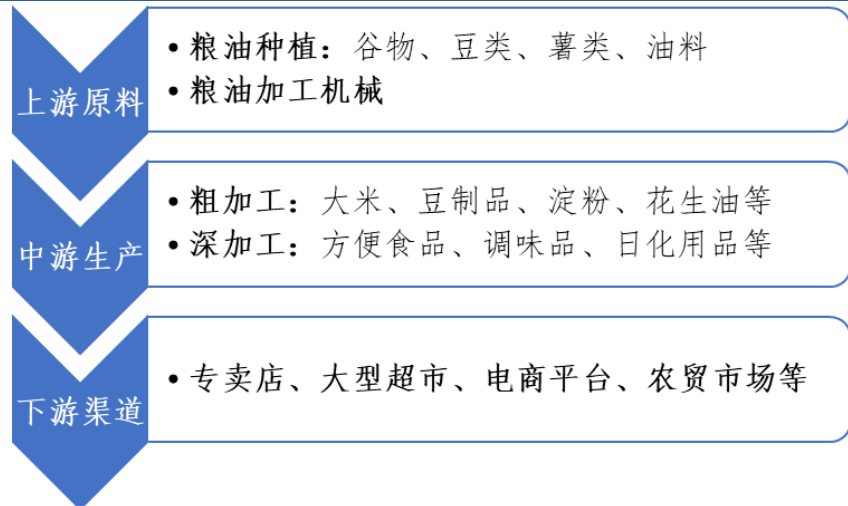 上游原料
• 粮油种植：谷物、豆类、薯类、油料
• 粮油加工机械
中游生产
• 粗加工：大米、豆制品、淀粉、花生油等
• 深加工：方便食品、调味品、日化用品等
下游渠道
• 专卖店、大型超市、电商平台、农贸市场等